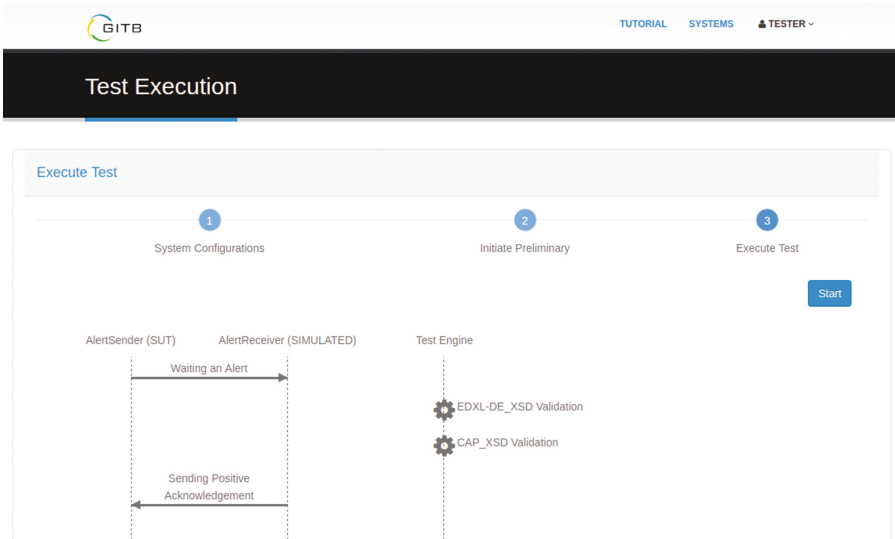 GITB
TUTORIAL SYSTEMS TESTER
Test Execution
Execute Test
1 2 3
System Configurations Initiate Preliminary Execute Test
Start
AlertSender (SUT) AlertReceiver (SIMULATED) Test Engine
Waiting an Alert
EDXL-DE_XSD Validation
CAP_XSD Validation
Sending Positive
Acknowledgement